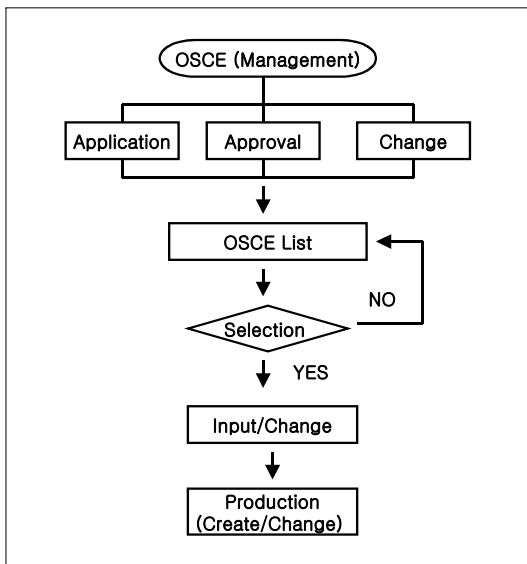 OSCE (Management)
Application
Approval
Change
OSCE List
NO
Selection
YES
Input/Change
Production
(Create/Change)